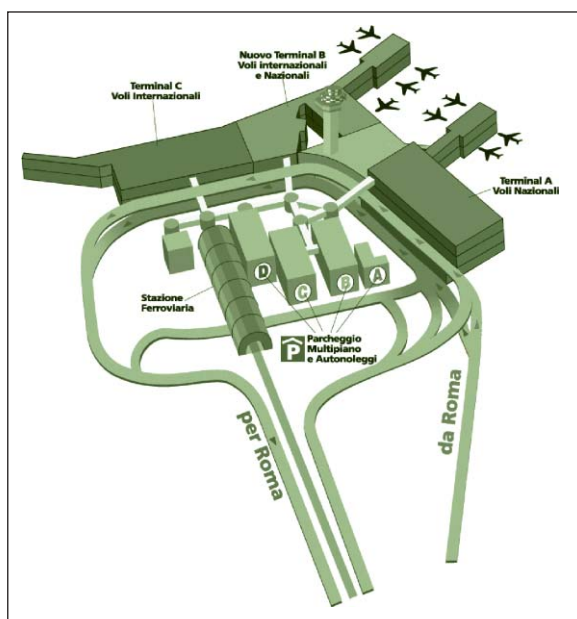 Nuovo Terminal B
Voli internazionali
e Nazionali
Terminal C
Voli Internazionali
Terminal A
Voli Nazionali
Stazione
Ferroviaria
D
C
B
A
P
Parcheggio
Multipiano
e Autonoleggi
per Roma
da Roma